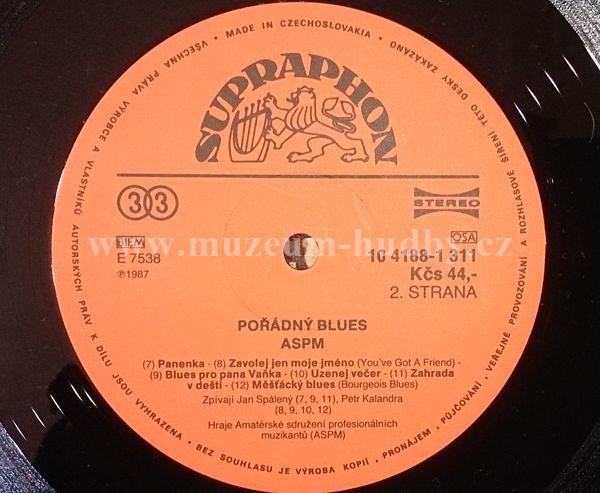 VŠECHNA PRÁVA VÝROBCE A VLASTNÍKŮ AUTORSKÝCH PRÁV K DÍLU JSOU VYHRAZENA • BEZ SOUHLASU JE VÝROBA KOPIÍ • PRONÁJEM • PŮJČOVÁNÍ • VEŘEJNÉ PROVOZOVÁNÍ A ROZHLASOVÉ ŠÍŘENÍ TÉTO DESKY ZAKÁZÁNO
• MADE IN CZECHOSLOVAKIA •
SUPRAPHON
33
STEREO
BIEM
OSA
www.muzeum-hudby.cz
E 7538
10 4188-1 311
℗1987
Kčs 44,-
2. STRANA
POŘÁDNÝ BLUES
ASPM
(7) Panenka - (8) Zavolej jen moje jméno (You've Got A Friend) -
(9) Blues pro pana Vaňka - (10) Uzenej večer - (11) Zahrada
v dešti - (12) Měšťácký blues (Bourgeois Blues)
Zpívají Jan Spálený (7, 9, 11), Petr Kalandra
(8, 9, 10, 12)
Hraje Amatérské sdružení profesionálních
muzikantů (ASPM)